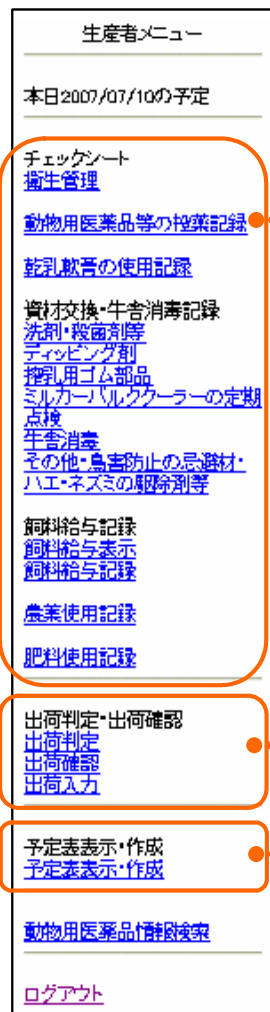 生産者メニュー
本日2007/07/10の予定
チェックシート
衛生管理
動物用医薬品等の投薬記録
乾乳軟膏の使用記録
資材交換・牛舎消毒記録
洗剤・殺菌剤等
ディッピング剤
搾乳用ゴム部品
ミルカー・バルククーラーの定期
点検
牛舎消毒
その他・鳥害防止の忌避材・
ハエ・ネズミの駆除剤等
飼料給与記録
飼料給与表示
飼料給与記録
農薬使用記録
肥料使用記録
出荷判定・出荷確認
出荷判定
出荷確認
出荷入力
予定表表示・作成
予定表表示・作成
動物用医薬品情報検索
ログアウト